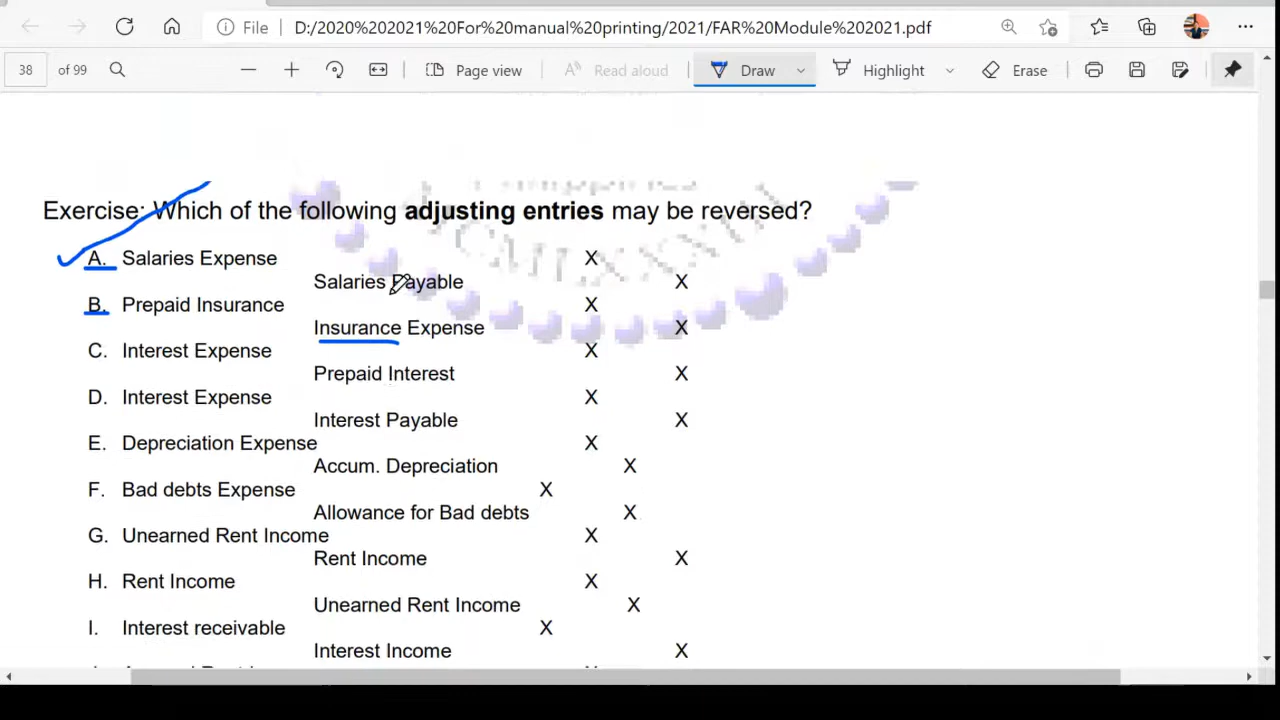 File
D:/2020%202021%20For%20manual%20printing/2021/FAR%20Module%202021.pdf
38 of 99
Page view
Read aloud
Draw
Highlight
Erase
Exercise: Which of the following adjusting entries may be reversed?
A. Salaries Expense X
Salaries Payable X
B. Prepaid Insurance X
Insurance Expense X
C. Interest Expense X
Prepaid Interest X
D. Interest Expense X
Interest Payable X
E. Depreciation Expense X
Accum. Depreciation X
F. Bad debts Expense X
Allowance for Bad debts X
G. Unearned Rent Income X
Rent Income X
H. Rent Income X
Unearned Rent Income X
I. Interest receivable X
Interest Income X